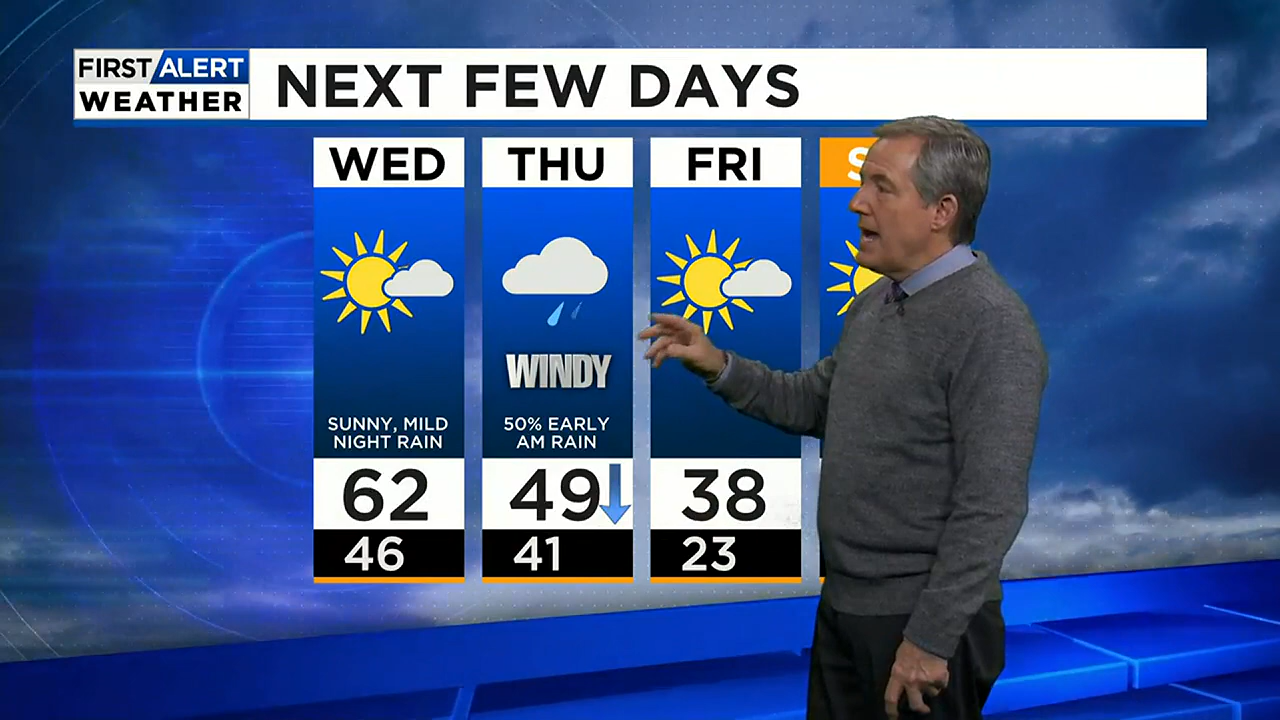 FIRST ALERT
WEATHER
NEXT FEW DAYS
WED
THU
FRI
S
WINDY
SUNNY, MILD
NIGHT RAIN
50% EARLY
AM RAIN
62
49
38
46
41
23